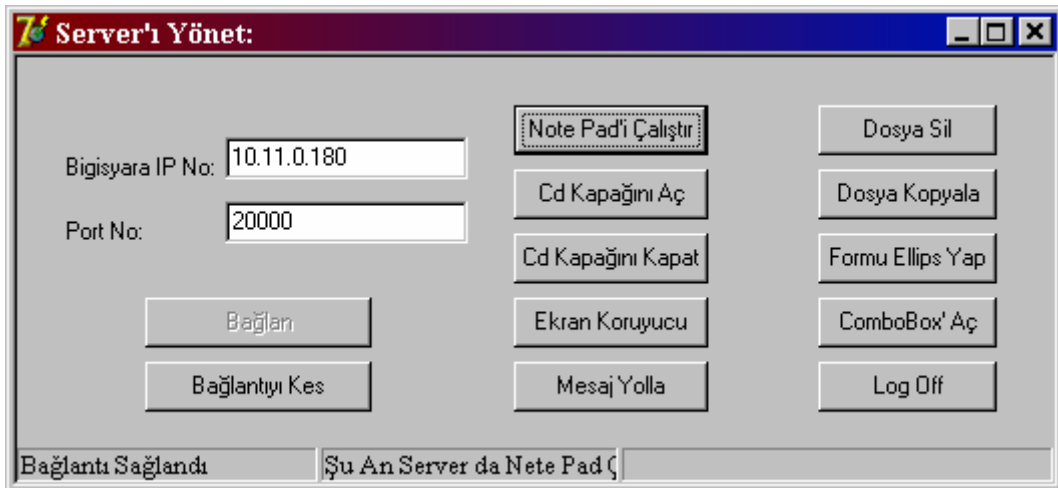 Server'ı Yönet:
Bigisyara IP No: 10.11.0.180
Port No: 20000
Bağlan
Bağlantıyı Kes
Note Pad'i Çalıştır
Cd Kapağını Aç
Cd Kapağını Kapat
Ekran Koruyucu
Mesaj Yolla
Dosya Sil
Dosya Kopyala
Formu Ellips Yap
ComboBox' Aç
Log Off
Bağlantı Sağlandı
Şu An Server da Nete Pad